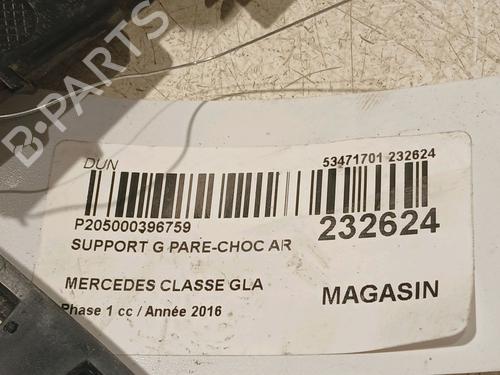 DUN
53471701 232624
P205000396759
232624
SUPPORT G PARE-CHOC AR
MERCEDES CLASSE GLA
MAGASIN
Phase 1 cc / Année 2016
B-PARTS